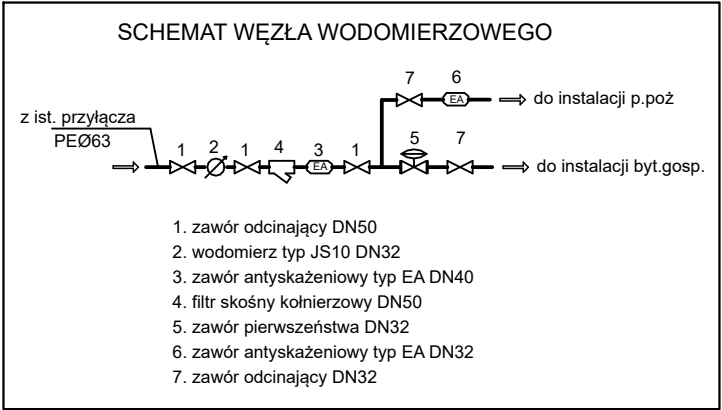 SCHEMAT WĘZŁA WODOMIERZOWEGO
7 6
EA do instalacji p.poż
z ist. przyłącza
PEØ63
1 2 1 4 3 1 5 7
EA do instalacji byt.gosp.
1. zawór odcinający DN50
2. wodomierz typ JS10 DN32
3. zawór antyskażeniowy typ EA DN40
4. filtr skośny kołnierzowy DN50
5. zawór pierwszeństwa DN32
6. zawór antyskażeniowy typ EA DN32
7. zawór odcinający DN32